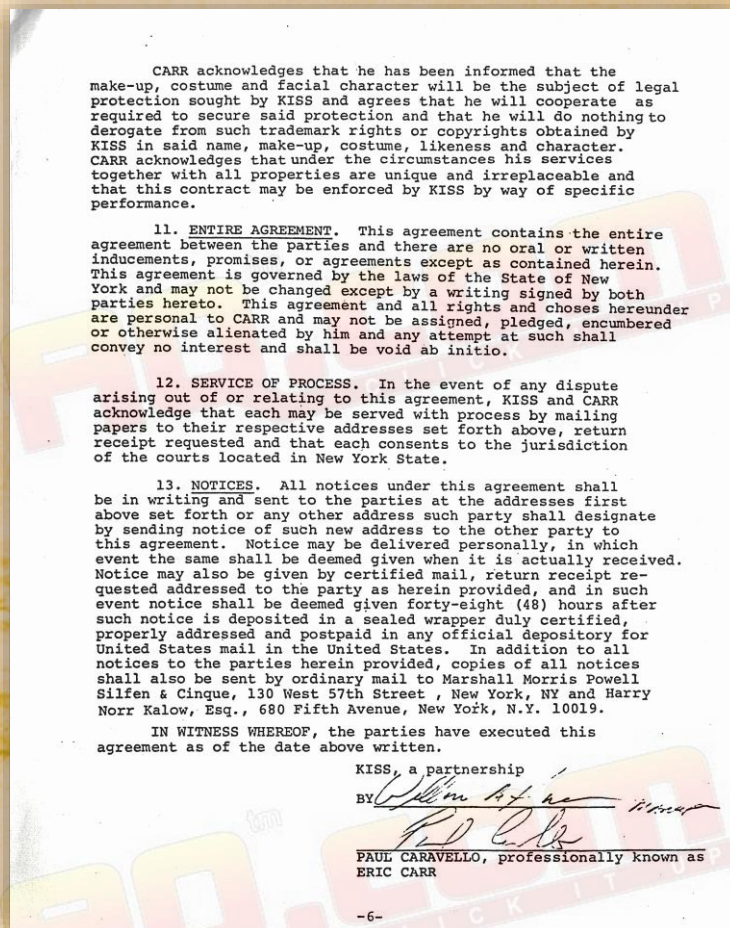 CARR acknowledges that he has been informed that the
make-up, costume and facial character will be the subject of legal
protection sought by KISS and agrees that he will cooperate as
required to secure said protection and that he will do nothing to
derogate from such trademark rights or copyrights obtained by
KISS in said name, make-up, costume, likeness and character.
CARR acknowledges that under the circumstances his services
together with all properties are unique and irreplaceable and
that this contract may be enforced by KISS by way of specific
performance.
11. ENTIRE AGREEMENT. This agreement contains the entire
agreement between the parties and there are no oral or written
inducements, promises, or agreements except as contained herein.
This agreement is governed by the laws of the State of New
York and may not be changed except by a writing signed by both
parties hereto. This agreement and all rights and choses hereunder
are personal to CARR and may not be assigned, pledged, encumbered
or otherwise alienated by him and any attempt at such shall
convey no interest and shall be void ab initio.
12. SERVICE OF PROCESS. In the event of any dispute
arising out of or relating to this agreement, KISS and CARR
acknowledge that each may be served with process by mailing
papers to their respective addresses set forth above, return
receipt requested and that each consents to the jurisdiction
of the courts located in New York State.
13. NOTICES. All notices under this agreement shall
be in writing and sent to the parties at the addresses first
above set forth or any other address such party shall designate
by sending notice of such new address to the other party to
this agreement. Notice may be delivered personally, in which
event the same shall be deemed given when it is actually received.
Notice may also be given by certified mail, return receipt re-
quested addressed to the party as herein provided, and in such
event notice shall be deemed given forty-eight (48) hours after
such notice is deposited in a sealed wrapper duly certified,
properly addressed and postpaid in any official depository for
United States mail in the United States. In addition to all
notices to the parties herein provided, copies of all notices
shall also be sent by ordinary mail to Marshall Morris Powell
Silfen & Cinque, 130 West 57th Street , New York, NY and Harry
Norr Kalow, Esq., 680 Fifth Avenue, New York, N.Y. 10019.
IN WITNESS WHEREOF, the parties have executed this
agreement as of the date above written.
KISS, a partnership
BY
PAUL CARAVELLO, professionally known as
ERIC CARR
-6-